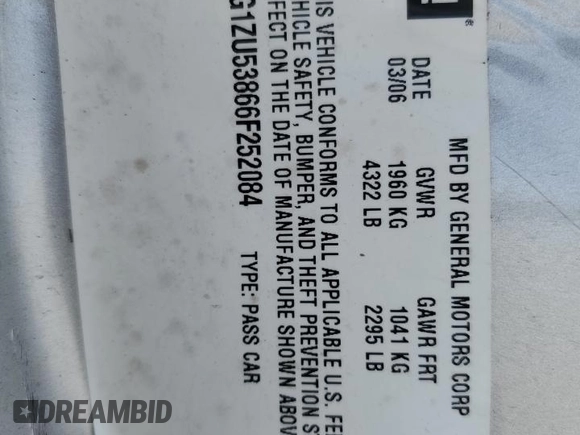 ®
MFD BY GENERAL MOTORS CORP
DATE GVWR GAWR FRT
03/06 1960 KG 1041 KG
4322 LB 2295 LB
IS VEHICLE CONFORMS TO ALL APPLICABLE U.S. FE
HICLE SAFETY, BUMPER, AND THEFT PREVENTION S
FECT ON THE DATE OF MANUFACTURE SHOWN ABOV
G1ZU53866F252084 TYPE: PASS CAR
DREAMBID